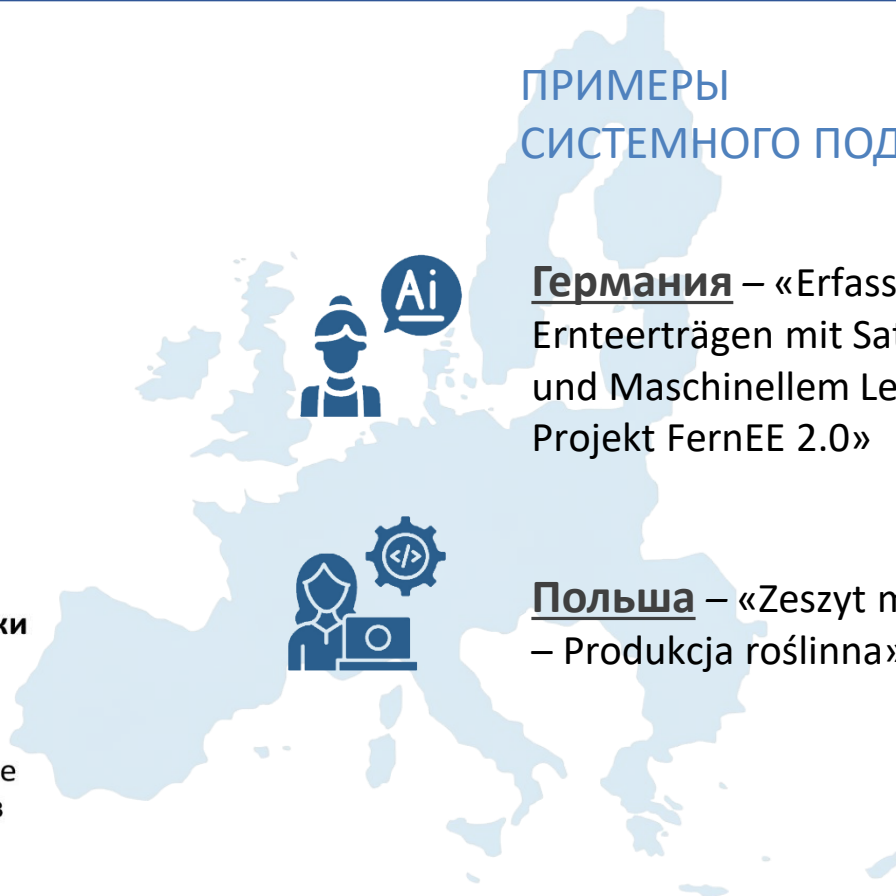 ПРИМЕРЫ
СИСТЕМНОГО ПОД
Ai
Германия – «Erfass
Ernteerträgen mit Sat
und Maschinellem Le
Projekt FernEE 2.0»
</>
ки
Польша – «Zeszyt m
– Produkcja roślinna»
е
в